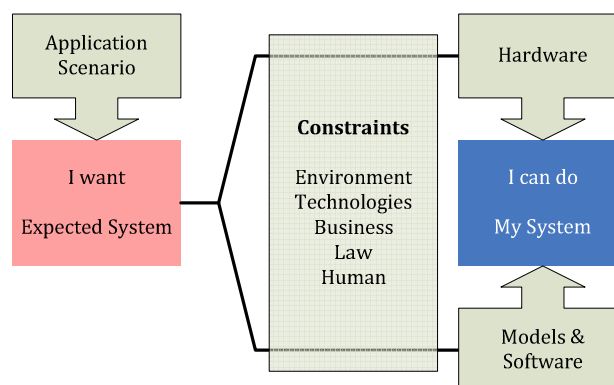 Application
Scenario
I want
Expected System
Constraints
Environment
Technologies
Business
Law
Human
Hardware
I can do
My System
Models &
Software